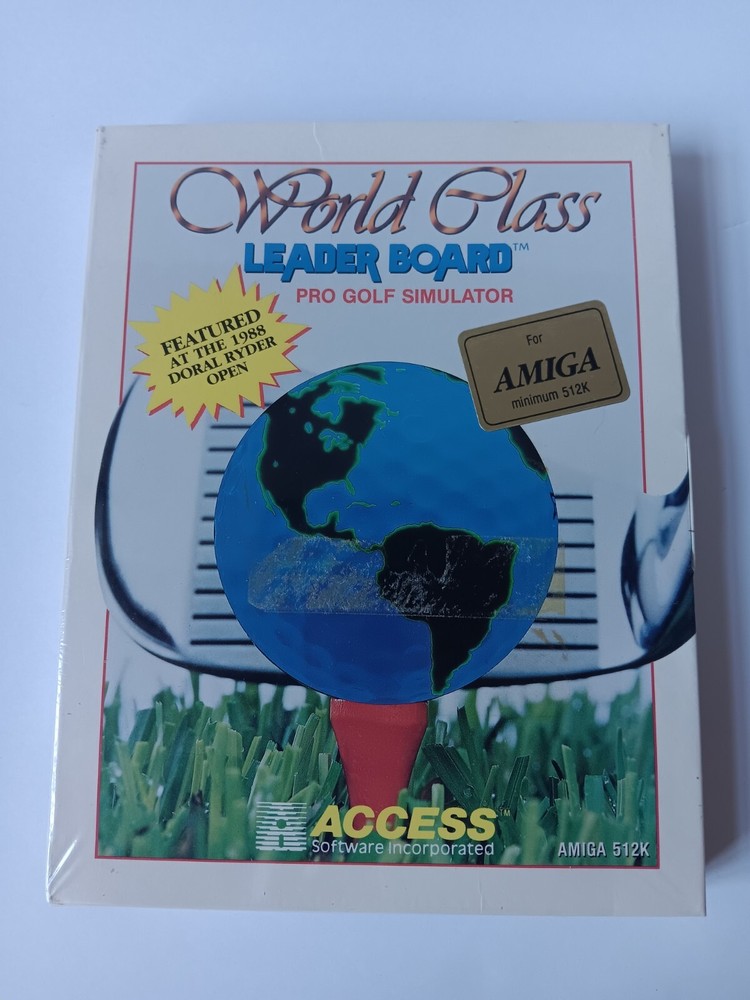 World Class
LEADER BOARD™
PRO GOLF SIMULATOR
FEATURED
AT THE 1988
DORAL RYDER
OPEN
For
AMIGA
minimum 512K
ACCESS™
Software Incorporated
AMIGA 512K